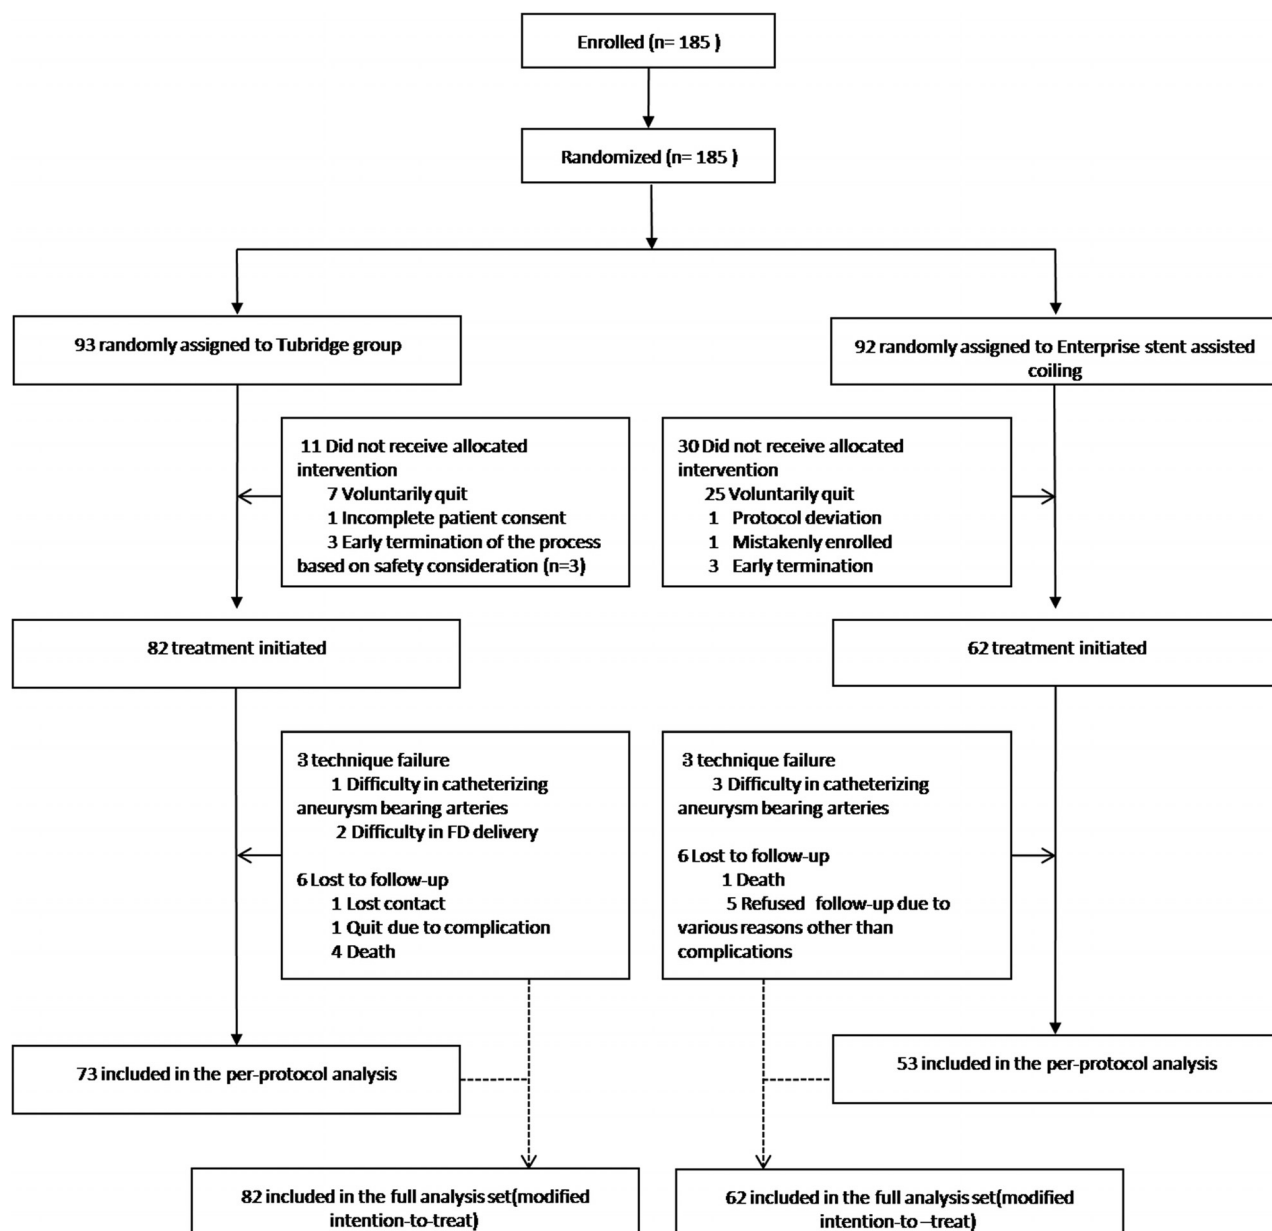 Enrolled (n= 185 )
Randomized (n= 185 )
93 randomly assigned to Tubridge group
92 randomly assigned to Enterprise stent assisted
coiling
11 Did not receive allocated
intervention
7 Voluntarily quit
1 Incomplete patient consent
3 Early termination of the process
based on safety consideration (n=3)
30 Did not receive allocated
intervention
25 Voluntarily quit
1 Protocol deviation
1 Mistakenly enrolled
3 Early termination
82 treatment initiated
62 treatment initiated
3 technique failure
1 Difficulty in catheterizing
aneurysm bearing arteries
2 Difficulty in FD delivery
6 Lost to follow-up
1 Lost contact
1 Quit due to complication
4 Death
3 technique failure
3 Difficulty in catheterizing
aneurysm bearing arteries
6 Lost to follow-up
1 Death
5 Refused follow-up due to
various reasons other than
complications
73 included in the per-protocol analysis
53 included in the per-protocol analysis
82 included in the full analysis set(modified
intention-to-treat)
62 included in the full analysis set(modified
intention-to –treat)